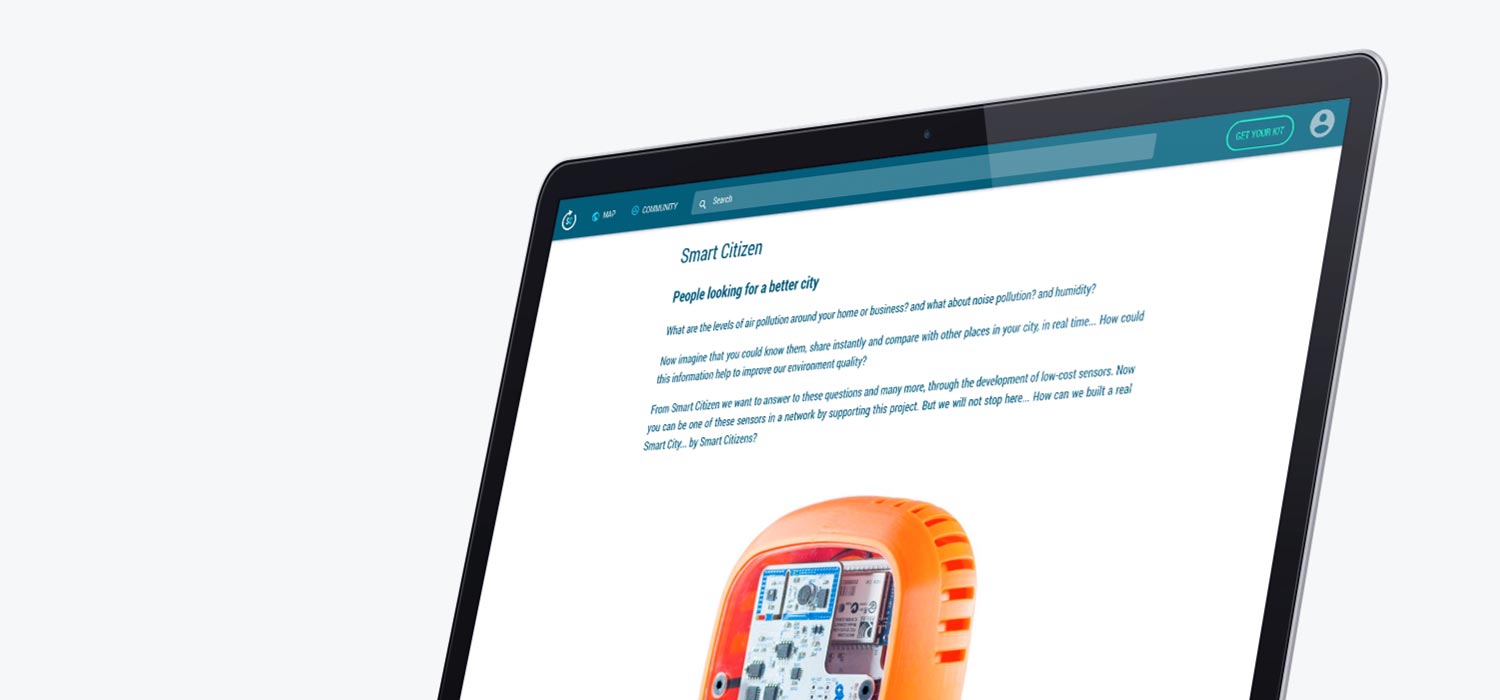 MAP
COMMUNITY
Search
GET YOUR KIT
Smart Citizen
People looking for a better city
What are the levels of air pollution around your home or business? and what about noise pollution? and humidity?
Now imagine that you could know them, share instantly and compare with other places in your city, in real time... How could
this information help to improve our environment quality?
From Smart Citizen we want to answer to these questions and many more, through the development of low-cost sensors. Now
you can be one of these sensors in a network by supporting this project. But we will not stop here... How can we built a real
Smart City... by Smart Citizens?